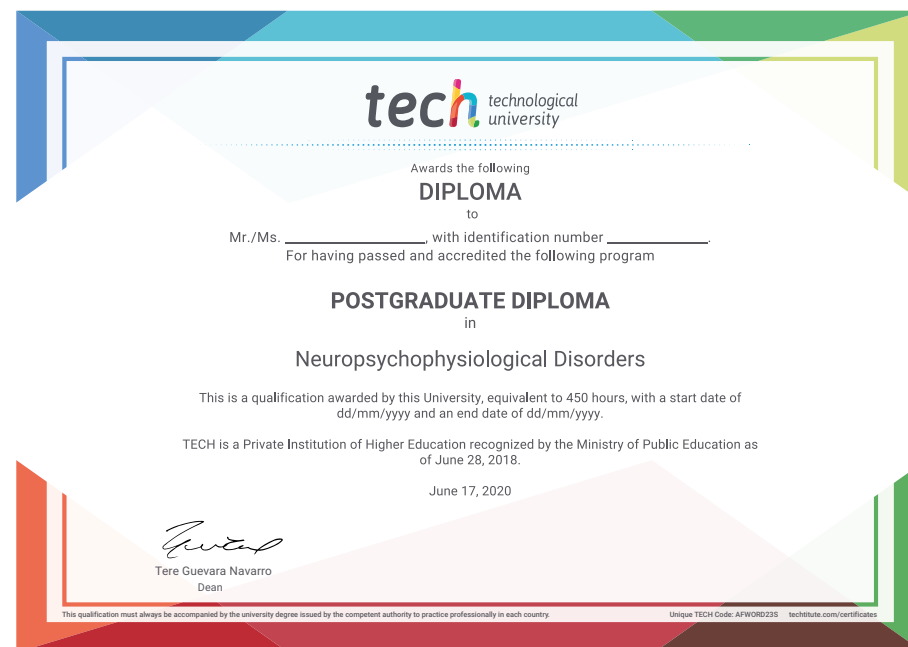 tech technological
university
Awards the following
DIPLOMA
to
Mr./Ms. ____________________, with identification number ______________.
For having passed and accredited the following program
POSTGRADUATE DIPLOMA
in
Neuropsychophysiological Disorders
This is a qualification awarded by this University, equivalent to 450 hours, with a start date of
dd/mm/yyyy and an end date of dd/mm/yyyy.
TECH is a Private Institution of Higher Education recognized by the Ministry of Public Education as
of June 28, 2018.
June 17, 2020
Tere Guevara Navarro
Dean
This qualification must always be accompanied by the university degree issued by the competent authority to practice professionally in each country. Unique TECH Code: AFWORD23S techtitute.com/certificates